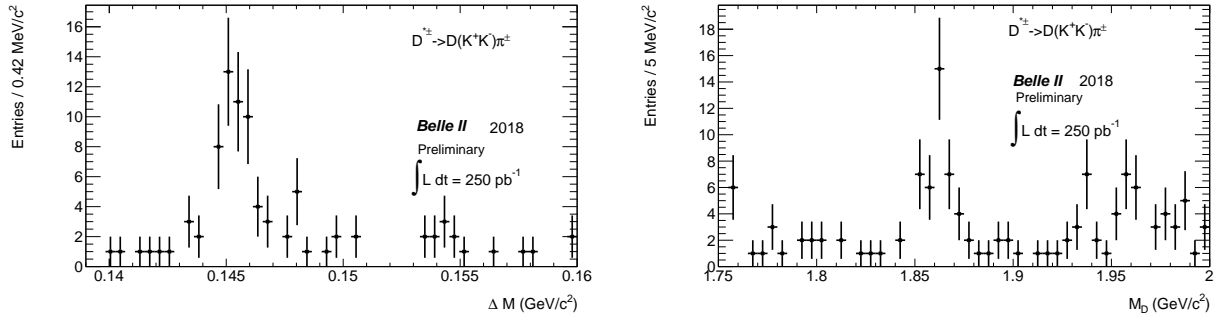 Entries / 0.42 MeV/c²
16
14
12
10
8
6
4
2
0
D*±->D(K⁺K⁻)π±
Belle II 2018
Preliminary
∫ L dt = 250 pb⁻¹
0.14 0.145 0.15 0.155 0.16
Δ M (GeV/c²)
Entries / 5 MeV/c²
18
16
14
12
10
8
6
4
2
0
D*±->D(K⁺K⁻)π±
Belle II 2018
Preliminary
∫ L dt = 250 pb⁻¹
1.75 1.8 1.85 1.9 1.95 2
M_D (GeV/c²)